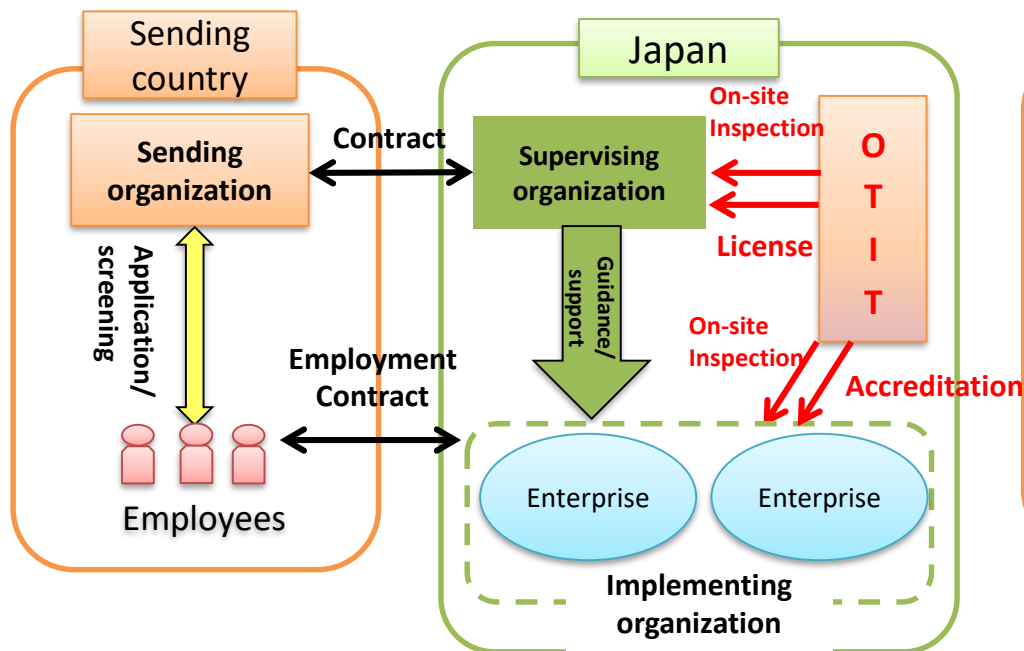 Sending
country
Japan
Sending
organization
Contract
Supervising
organization
On-site
Inspection
License
O
T
I
T
Application/
screening
Guidance/
support
On-site
Inspection
Accreditation
Employment
Contract
Employees
Enterprise
Enterprise
Implementing
organization